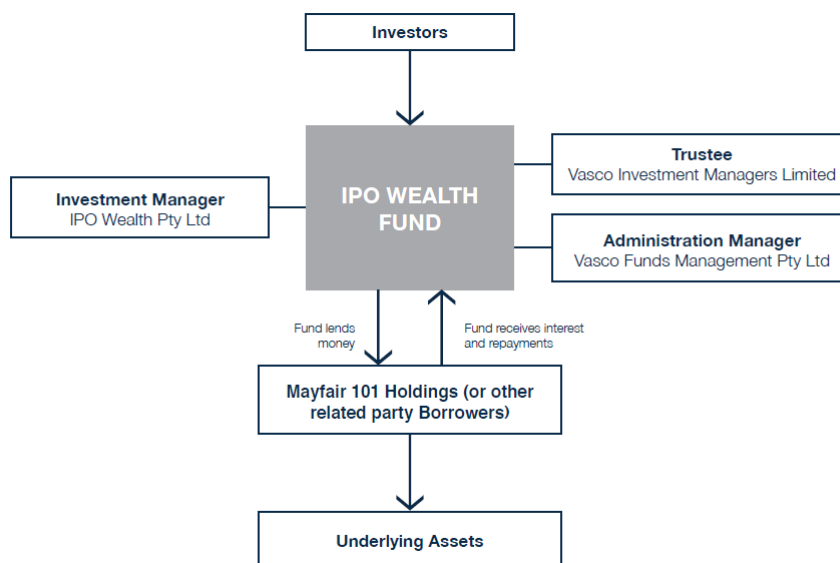 Investors
IPO WEALTH
FUND
Investment Manager
IPO Wealth Pty Ltd
Trustee
Vasco Investment Managers Limited
Administration Manager
Vasco Funds Management Pty Ltd
Fund lends
money
Fund receives interest
and repayments
Mayfair 101 Holdings (or other
related party Borrowers)
Underlying Assets